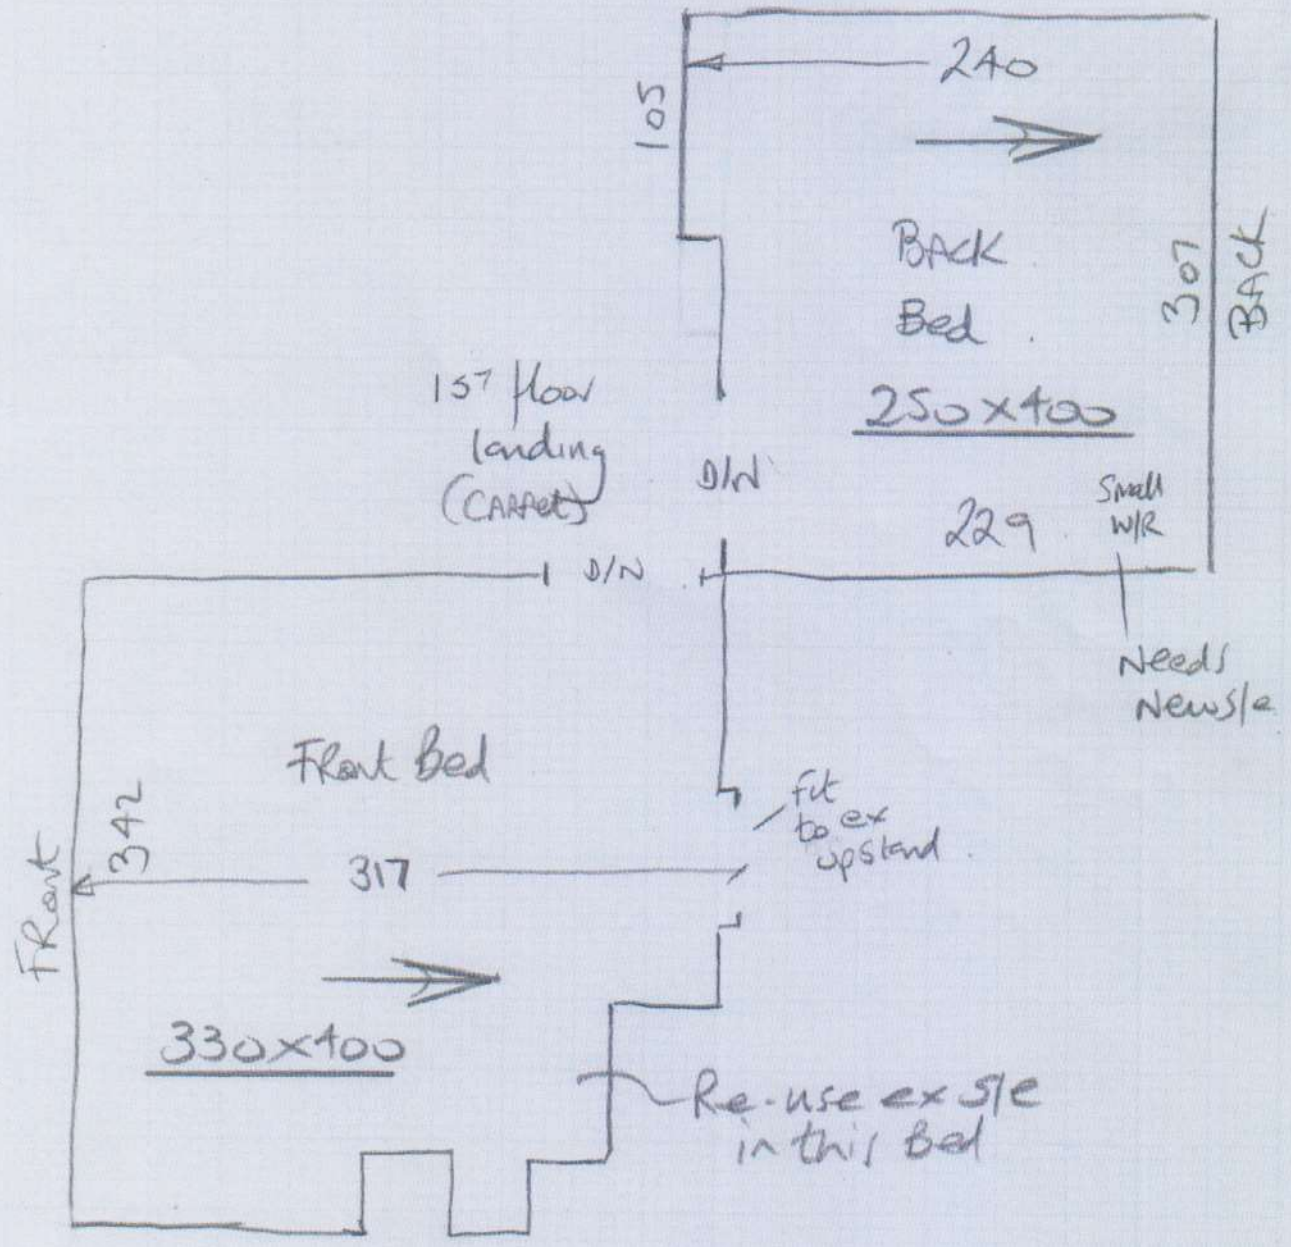 240
105
BACK
Bed
307
BACK
250x400
1ST floor
landing
(CARPET)
D/N
229
Small
W/R
D/N
Needs
New s/e
Front Bed
fit
to ex
upstand
Front
342
317
330x400
Re-use ex s/e
in this Bed